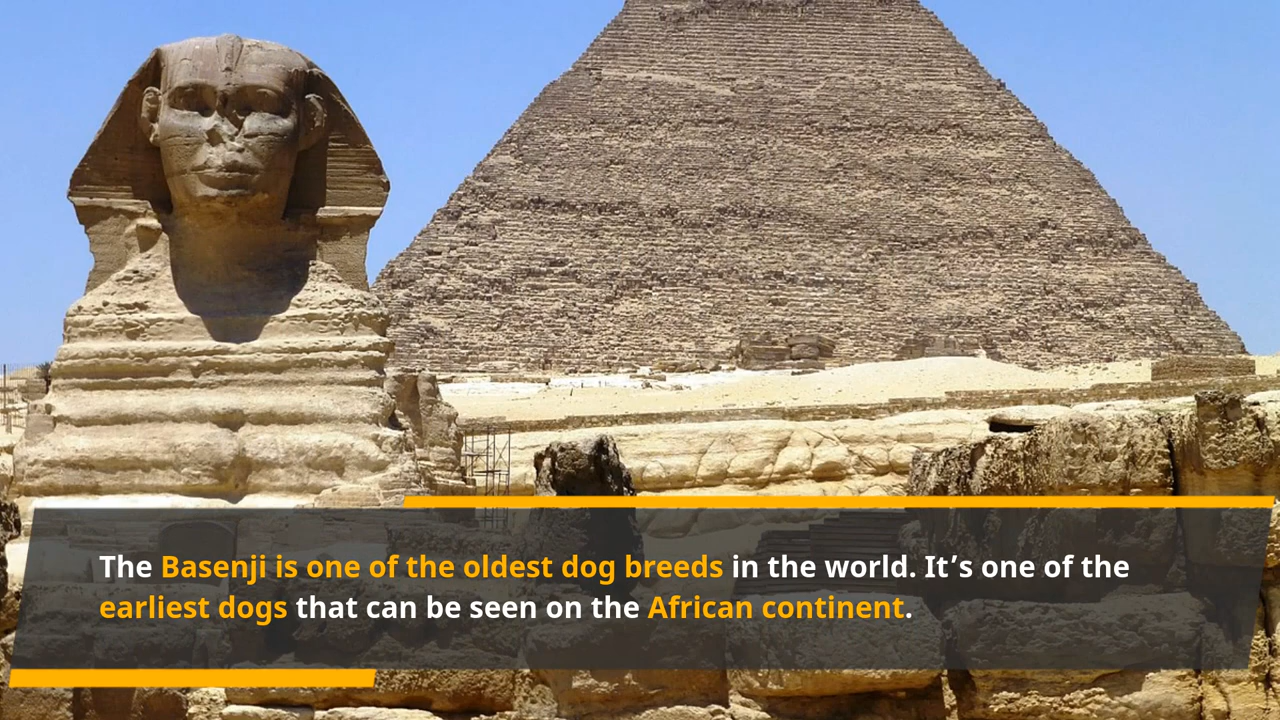 The Basenji is one of the oldest dog breeds in the world. It’s one of the
earliest dogs that can be seen on the African continent.